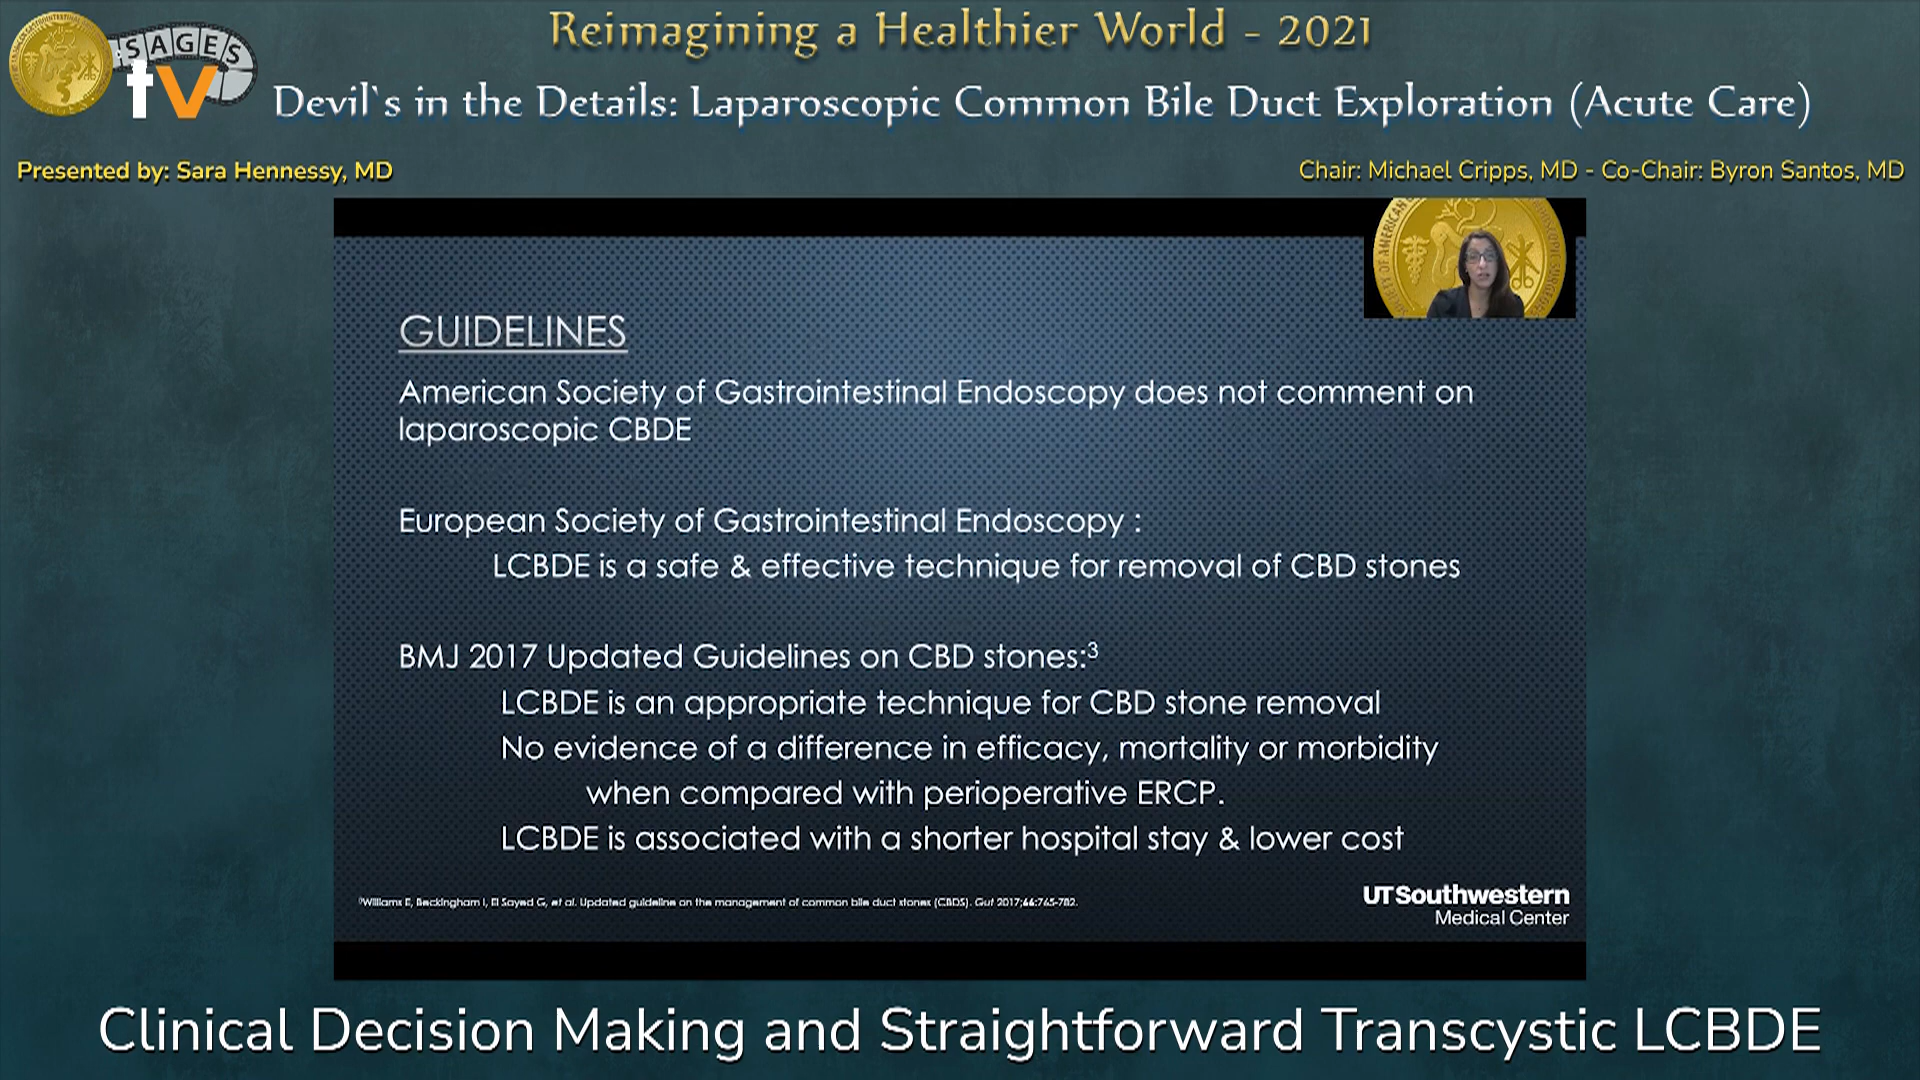 Reimagining a Healthier World - 2021
SAGES
tv
Devil`s in the Details: Laparoscopic Common Bile Duct Exploration (Acute Care)
Presented by: Sara Hennessy, MD
Chair: Michael Cripps, MD - Co-Chair: Byron Santos, MD
GUIDELINES
American Society of Gastrointestinal Endoscopy does not comment on
laparoscopic CBDE
European Society of Gastrointestinal Endoscopy :
LCBDE is a safe & effective technique for removal of CBD stones
BMJ 2017 Updated Guidelines on CBD stones:³
LCBDE is an appropriate technique for CBD stone removal
No evidence of a difference in efficacy, mortality or morbidity
when compared with perioperative ERCP.
LCBDE is associated with a shorter hospital stay & lower cost
Williams E, Beckingham I, El Sayed G, et al. Updated guideline on the management of common bile duct stones (CBDS). Gut 2017;66:765-782.
UTSouthwestern
Medical Center
Clinical Decision Making and Straightforward Transcystic LCBDE